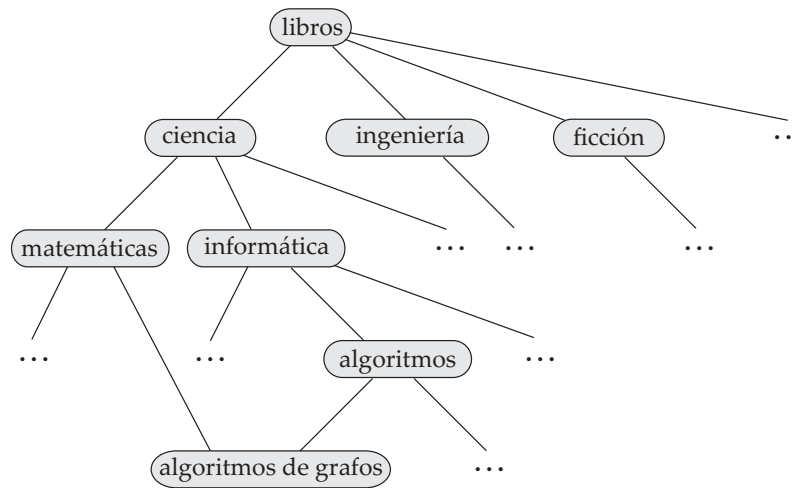 libros
ciencia
ingeniería
ficción
..
matemáticas
informática
...
...
...
...
...
algoritmos
...
algoritmos de grafos
...